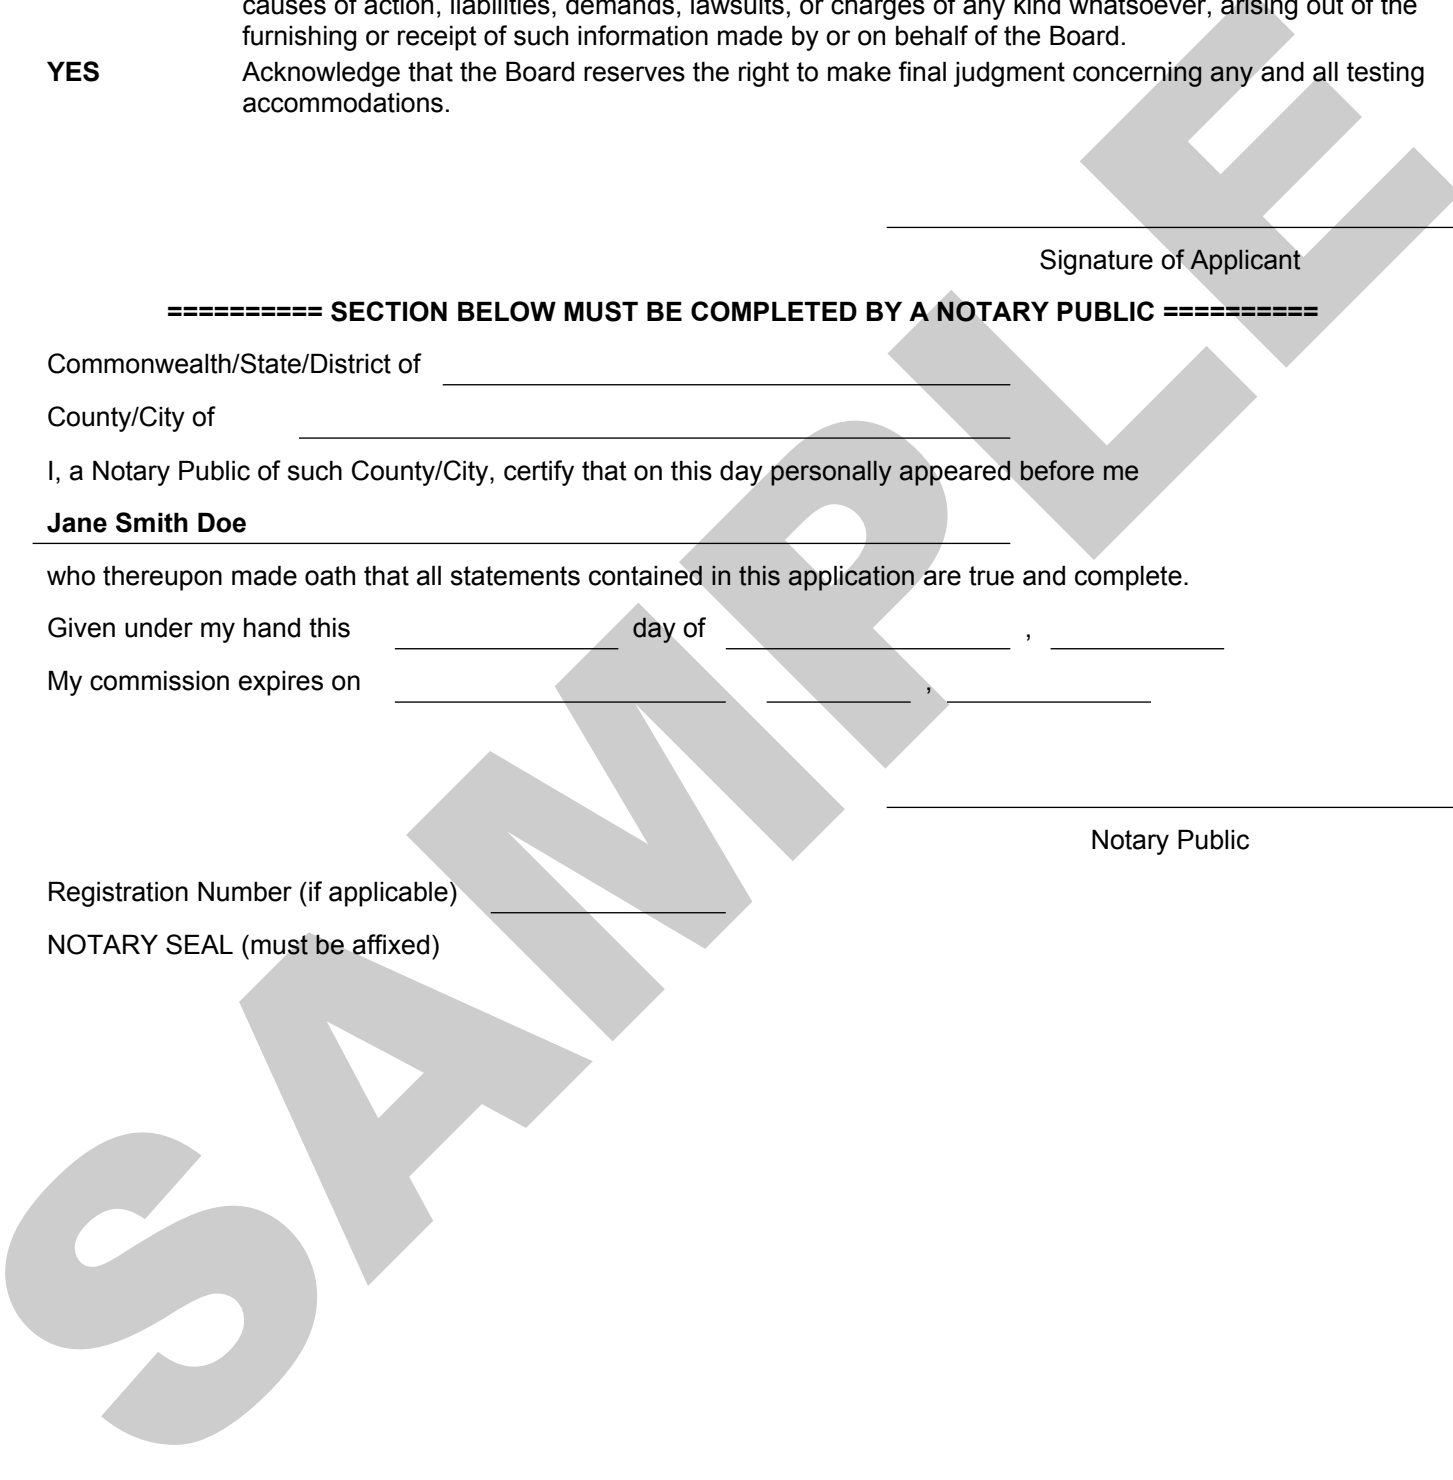 causes of action, liabilities, demands, lawsuits, or charges of any kind whatsoever, arising out of the
furnishing or receipt of such information made by or on behalf of the Board.
YES Acknowledge that the Board reserves the right to make final judgment concerning any and all testing
accommodations.
Signature of Applicant
========== SECTION BELOW MUST BE COMPLETED BY A NOTARY PUBLIC ==========
Commonwealth/State/District of
County/City of
I, a Notary Public of such County/City, certify that on this day personally appeared before me
Jane Smith Doe
who thereupon made oath that all statements contained in this application are true and complete.
Given under my hand this day of ,
My commission expires on ,
Notary Public
Registration Number (if applicable)
NOTARY SEAL (must be affixed)
SAMPLE